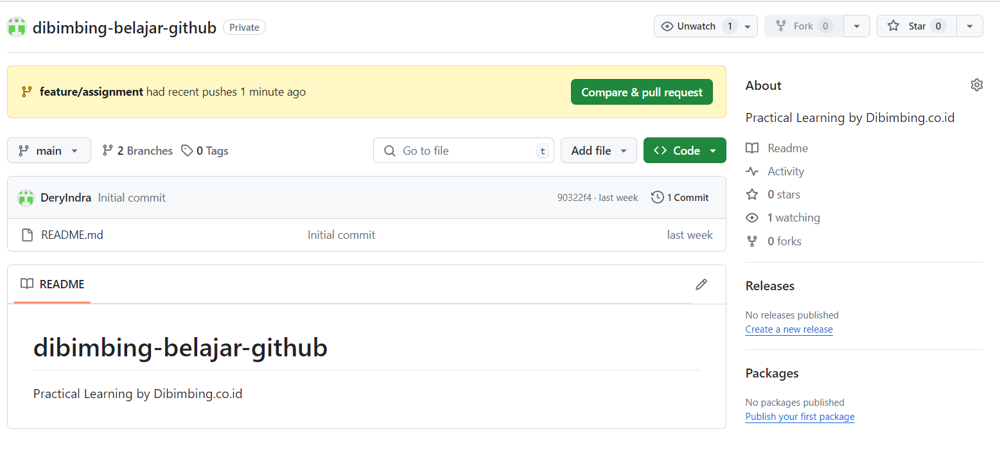 dibimbing-belajar-github Private Unwatch 1 Fork 0 Star 0
feature/assignment had recent pushes 1 minute ago Compare & pull request
main 2 Branches 0 Tags Go to file t Add file Code
DeryIndra Initial commit 90322f4 · last week 1 Commit
README.md Initial commit last week
README
dibimbing-belajar-github
Practical Learning by Dibimbing.co.id
About
Practical Learning by Dibimbing.co.id
Readme
Activity
0 stars
1 watching
0 forks
Releases
No releases published
Create a new release
Packages
No packages published
Publish your first package